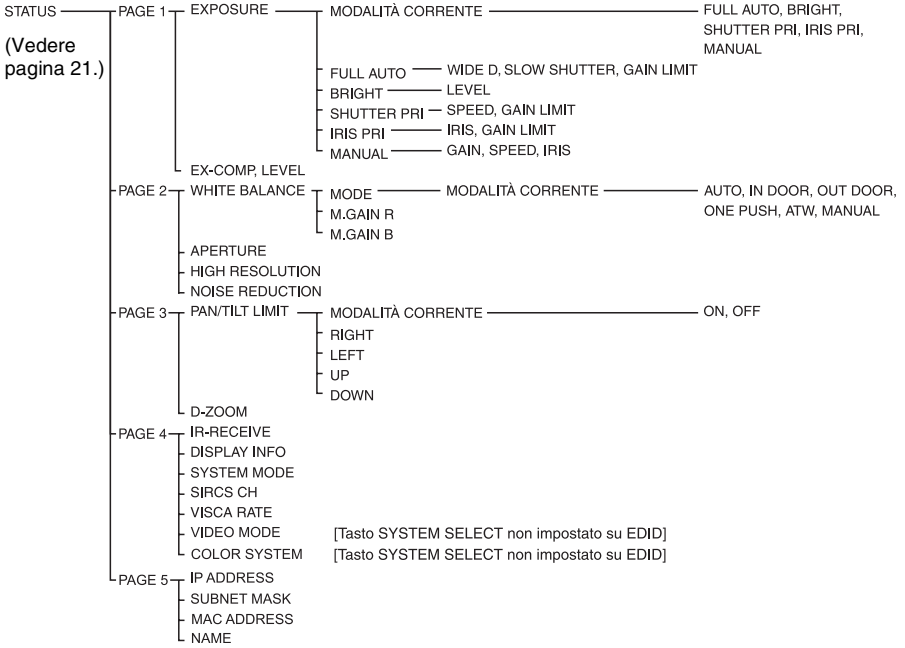 STATUS PAGE 1 EXPOSURE MODALITÀ CORRENTE FULL AUTO, BRIGHT,
SHUTTER PRI, IRIS PRI,
MANUAL
(Vedere
pagina 21.)
FULL AUTO WIDE D, SLOW SHUTTER, GAIN LIMIT
BRIGHT LEVEL
SHUTTER PRI SPEED, GAIN LIMIT
IRIS PRI IRIS, GAIN LIMIT
MANUAL GAIN, SPEED, IRIS
EX-COMP, LEVEL
PAGE 2 WHITE BALANCE MODE MODALITÀ CORRENTE AUTO, IN DOOR, OUT DOOR,
ONE PUSH, ATW, MANUAL
M.GAIN R
M.GAIN B
APERTURE
HIGH RESOLUTION
NOISE REDUCTION
PAGE 3 PAN/TILT LIMIT MODALITÀ CORRENTE ON, OFF
RIGHT
LEFT
UP
DOWN
D-ZOOM
PAGE 4 IR-RECEIVE
DISPLAY INFO
SYSTEM MODE
SIRCS CH
VISCA RATE
VIDEO MODE [Tasto SYSTEM SELECT non impostato su EDID]
COLOR SYSTEM [Tasto SYSTEM SELECT non impostato su EDID]
PAGE 5 IP ADDRESS
SUBNET MASK
MAC ADDRESS
NAME